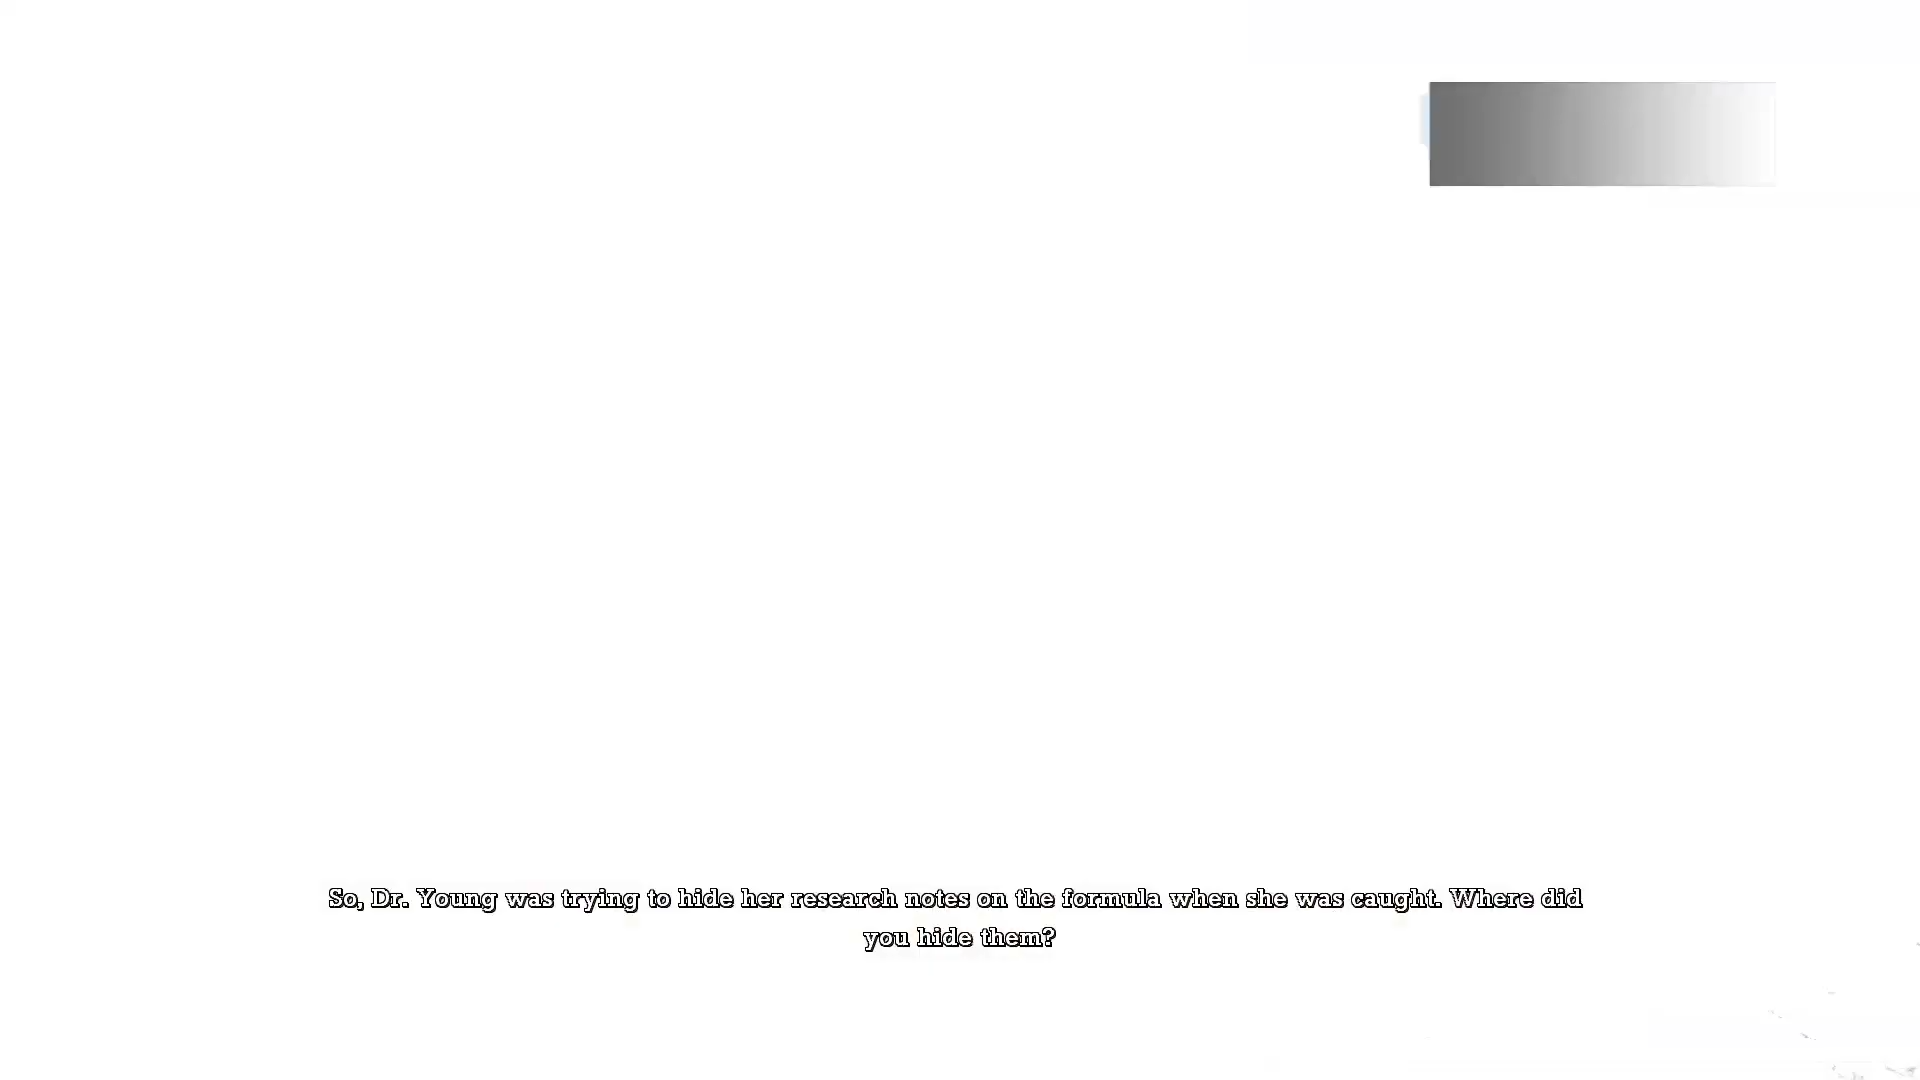 So, Dr. Young was trying to hide her research notes on the formula when she was caught. Where did
you hide them?